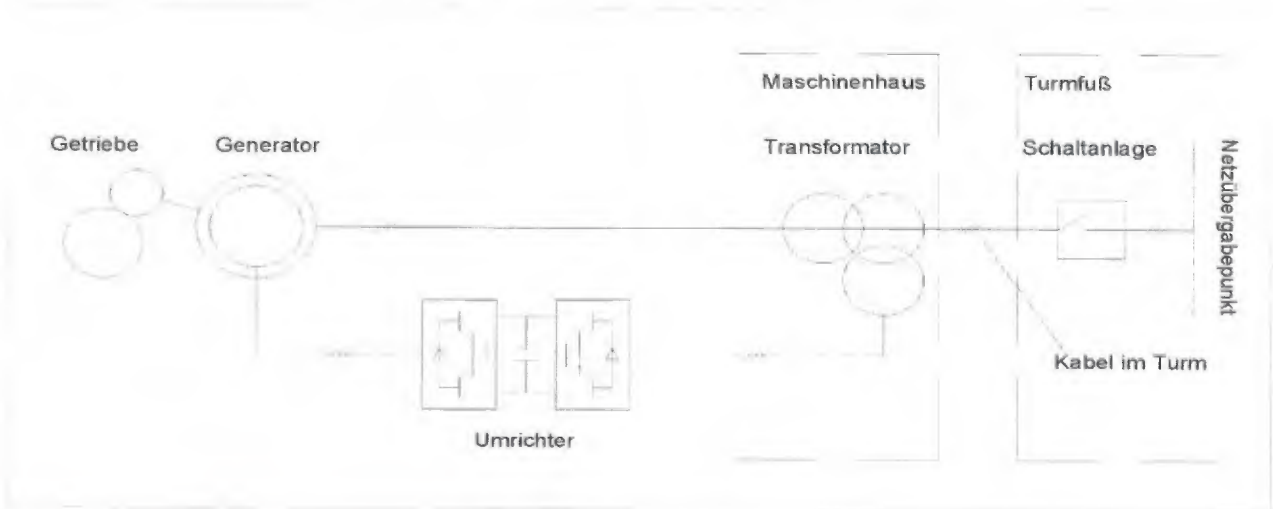 Maschinenhaus
Turmfuß
Getriebe
Generator
Transformator
Schaltanlage
Netzübergabepunkt
Kabel im Turm
Umrichter